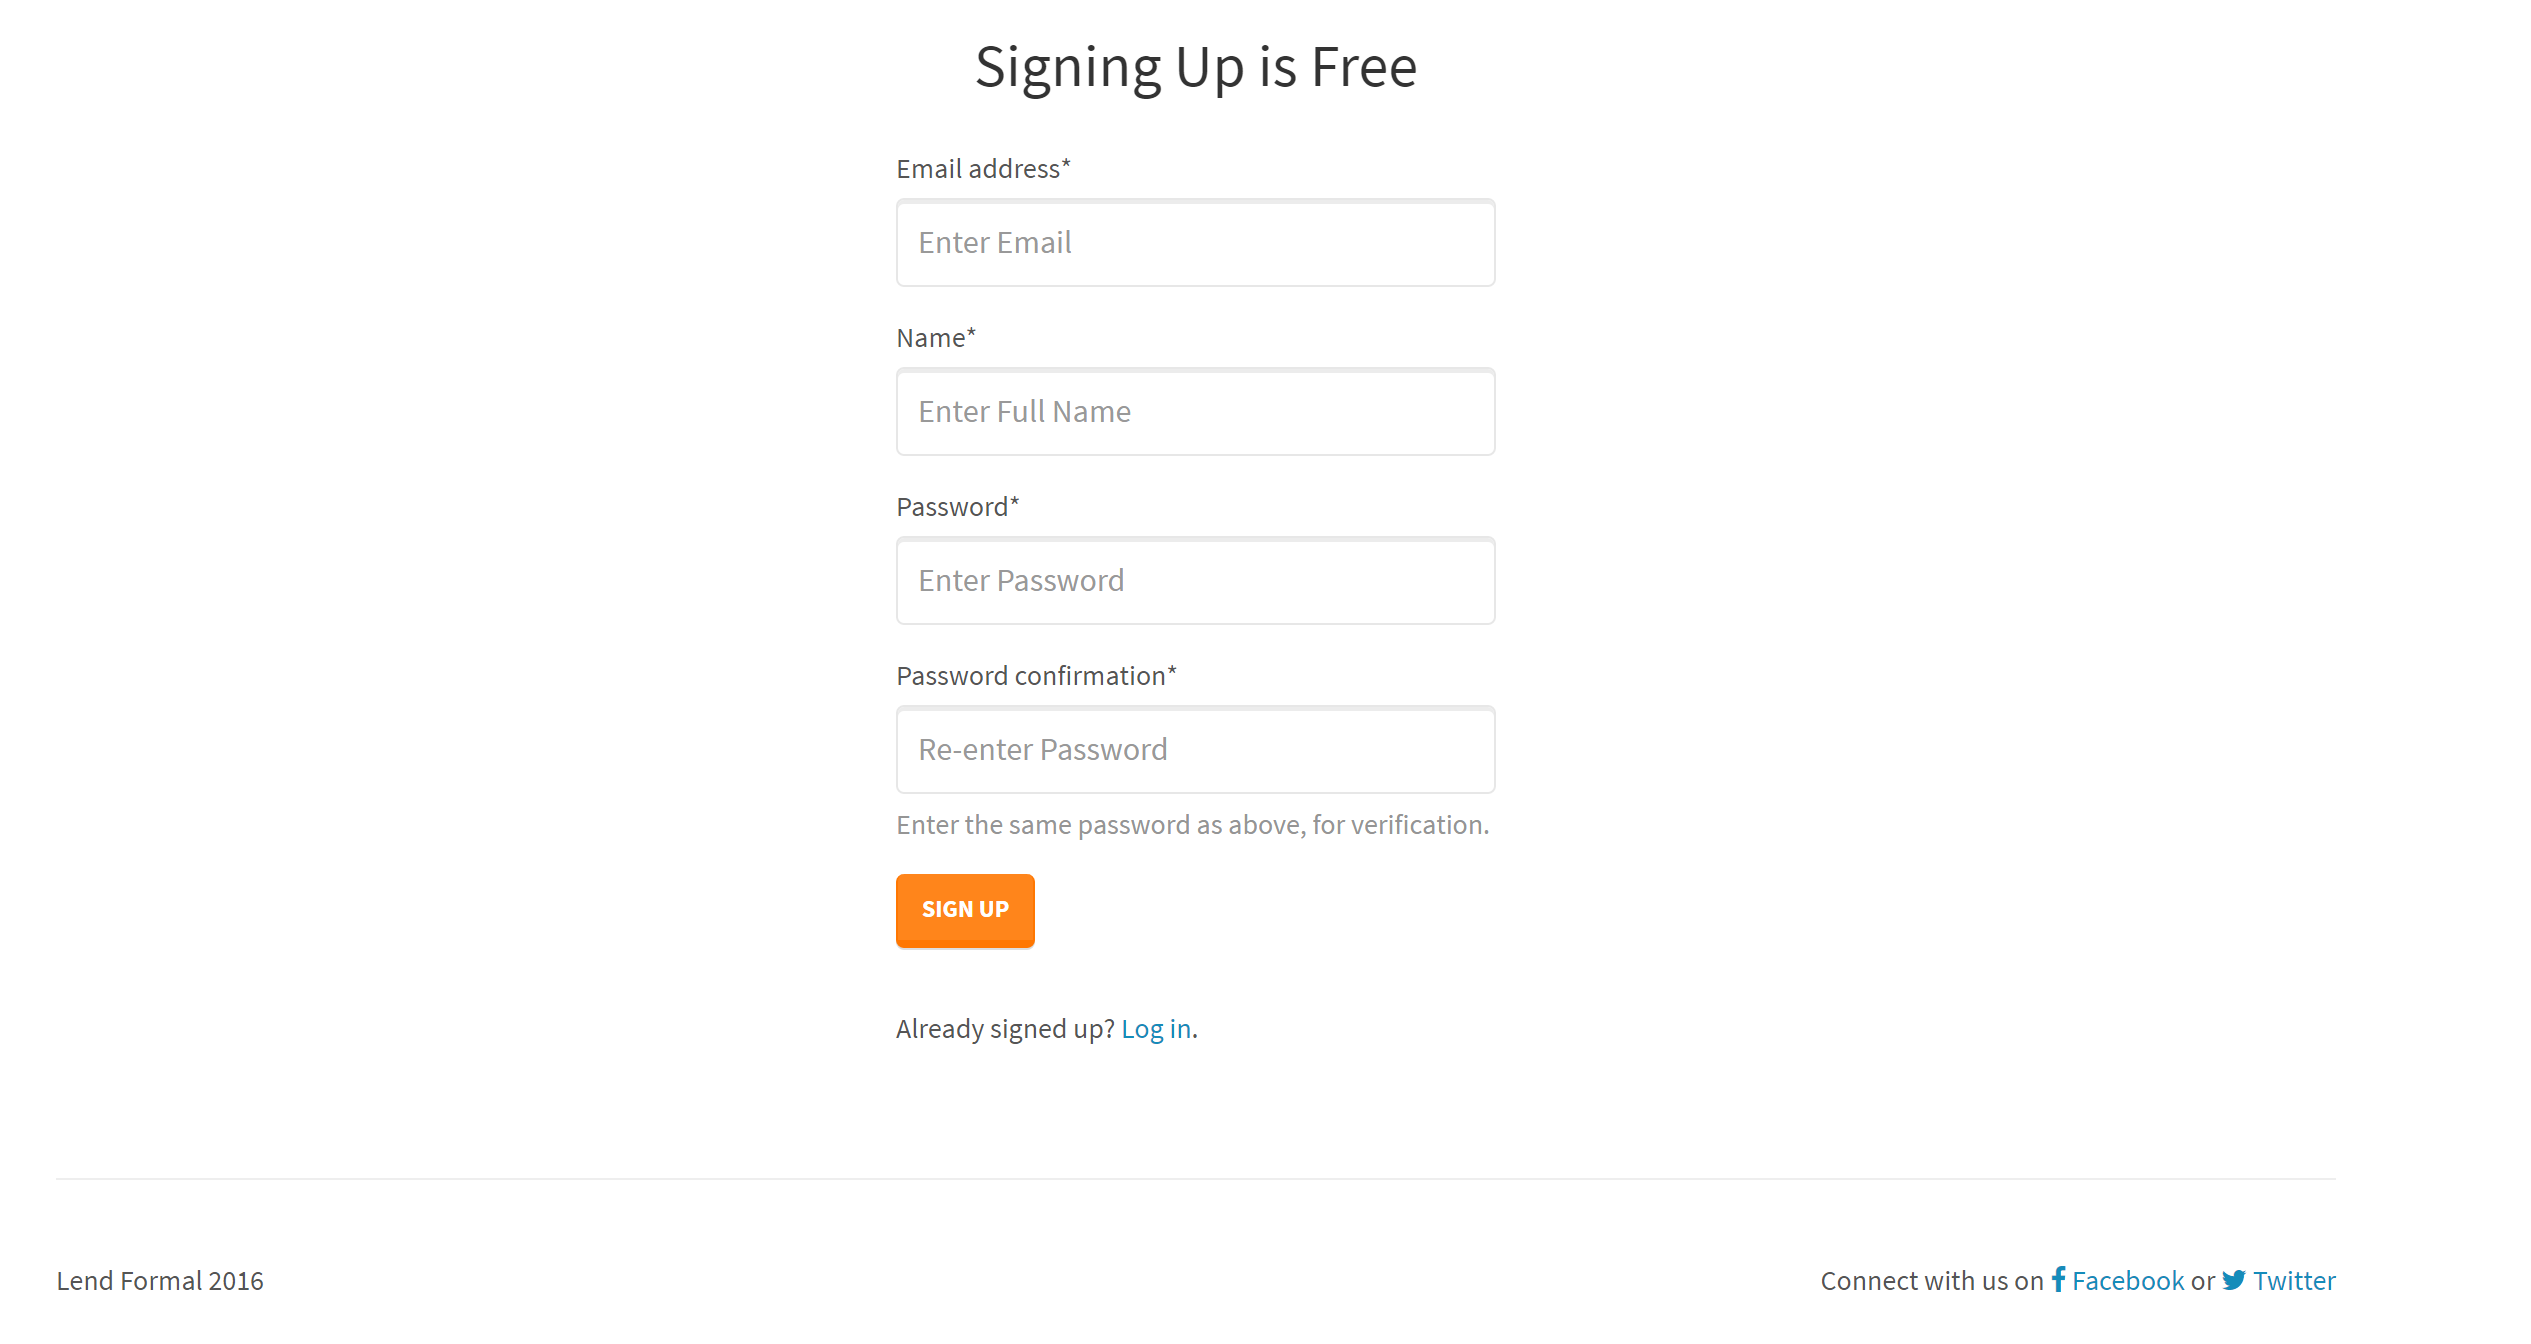 Signing Up is Free
Email address*
Enter Email
Name*
Enter Full Name
Password*
Enter Password
Password confirmation*
Re-enter Password
Enter the same password as above, for verification.
SIGN UP
Already signed up? Log in.
Lend Formal 2016
Connect with us on Facebook or Twitter